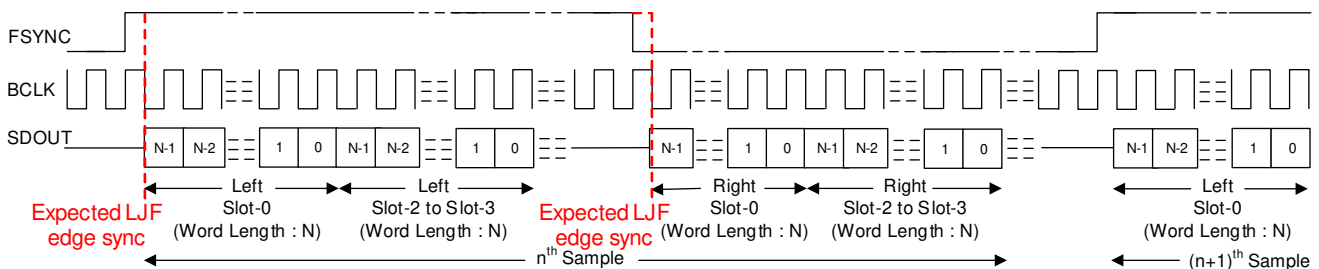 FSYNC
BCLK
SDOUT
N-1 N-2 1 0 N-1 N-2 1 0 N-1 1 0 N-1 N-2 1 0 N-1 N-2 1 0
Left Left Right Right Left
Slot-0 Slot-2 to Slot-3 Slot-0 Slot-2 to Slot-3 Slot-0
(Word Length : N) (Word Length : N) (Word Length : N) (Word Length : N) (Word Length : N)
Expected LJF
edge sync
Expected LJF
edge sync
nth Sample (n+1)th Sample